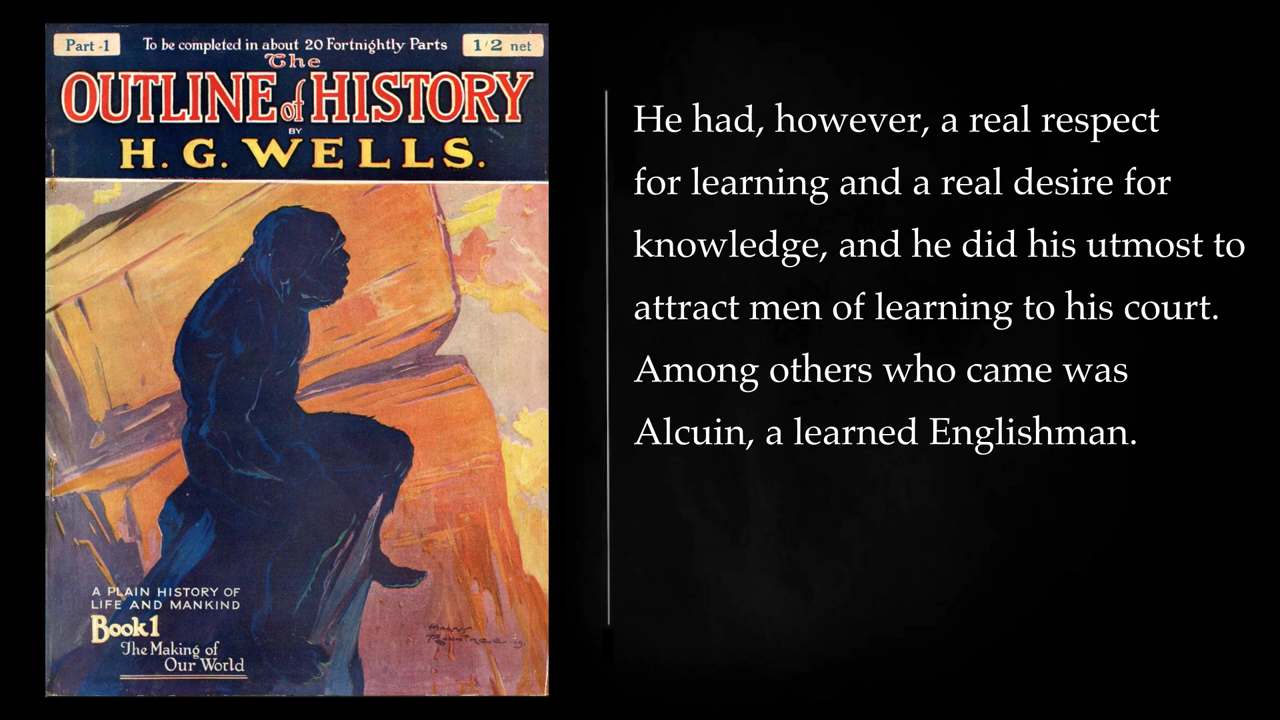 Part -1
To be completed in about 20 Fortnightly Parts
1/2 net
The
OUTLINE of HISTORY
BY
H. G. WELLS.
A PLAIN HISTORY OF
LIFE AND MANKIND
Book 1
The Making of
Our World
He had, however, a real respect
for learning and a real desire for
knowledge, and he did his utmost to
attract men of learning to his court.
Among others who came was
Alcuin, a learned Englishman.